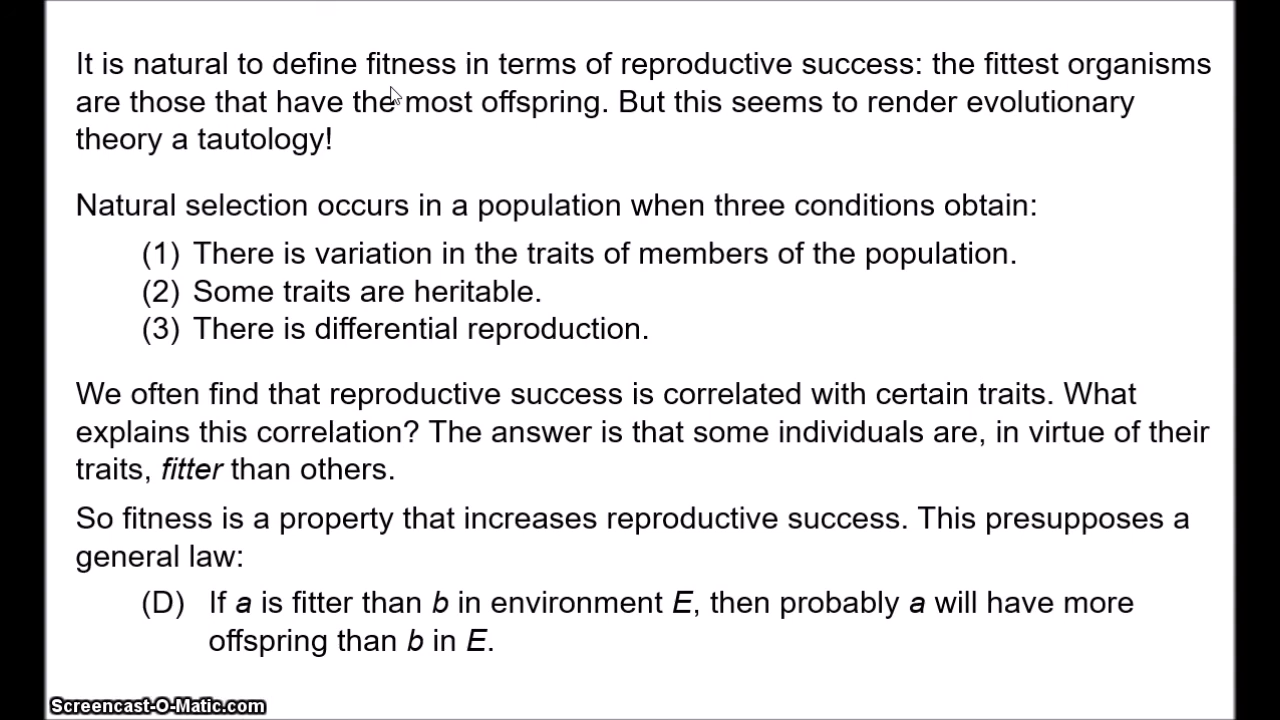 It is natural to define fitness in terms of reproductive success: the fittest organisms
are those that have the most offspring. But this seems to render evolutionary
theory a tautology!
Natural selection occurs in a population when three conditions obtain:
(1) There is variation in the traits of members of the population.
(2) Some traits are heritable.
(3) There is differential reproduction.
We often find that reproductive success is correlated with certain traits. What
explains this correlation? The answer is that some individuals are, in virtue of their
traits, fitter than others.
So fitness is a property that increases reproductive success. This presupposes a
general law:
(D) If a is fitter than b in environment E, then probably a will have more
offspring than b in E.
Screencast-O-Matic.com